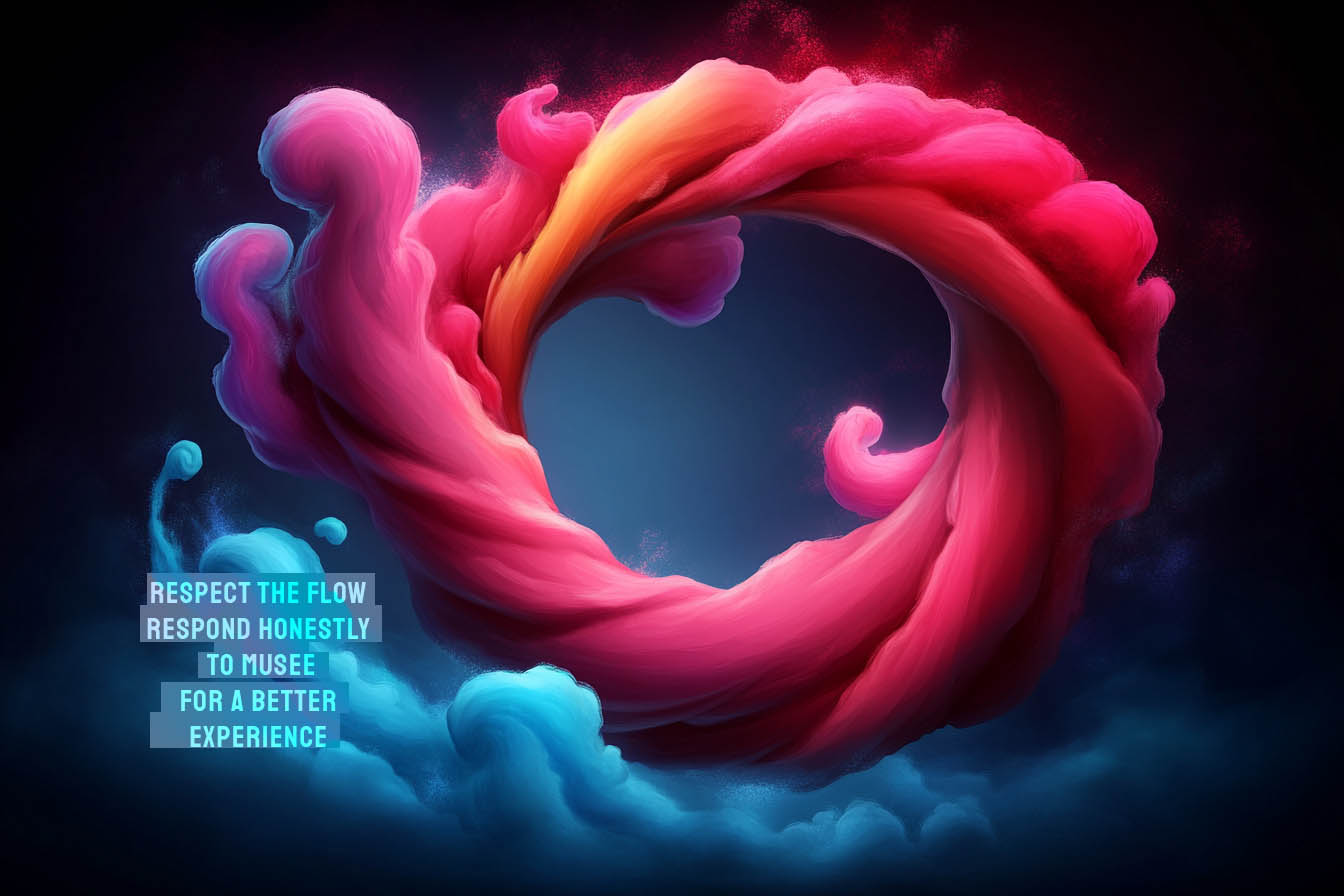 RESPECT THE FLOW
RESPOND HONESTLY
TO MUSEE
FOR A BETTER
EXPERIENCE